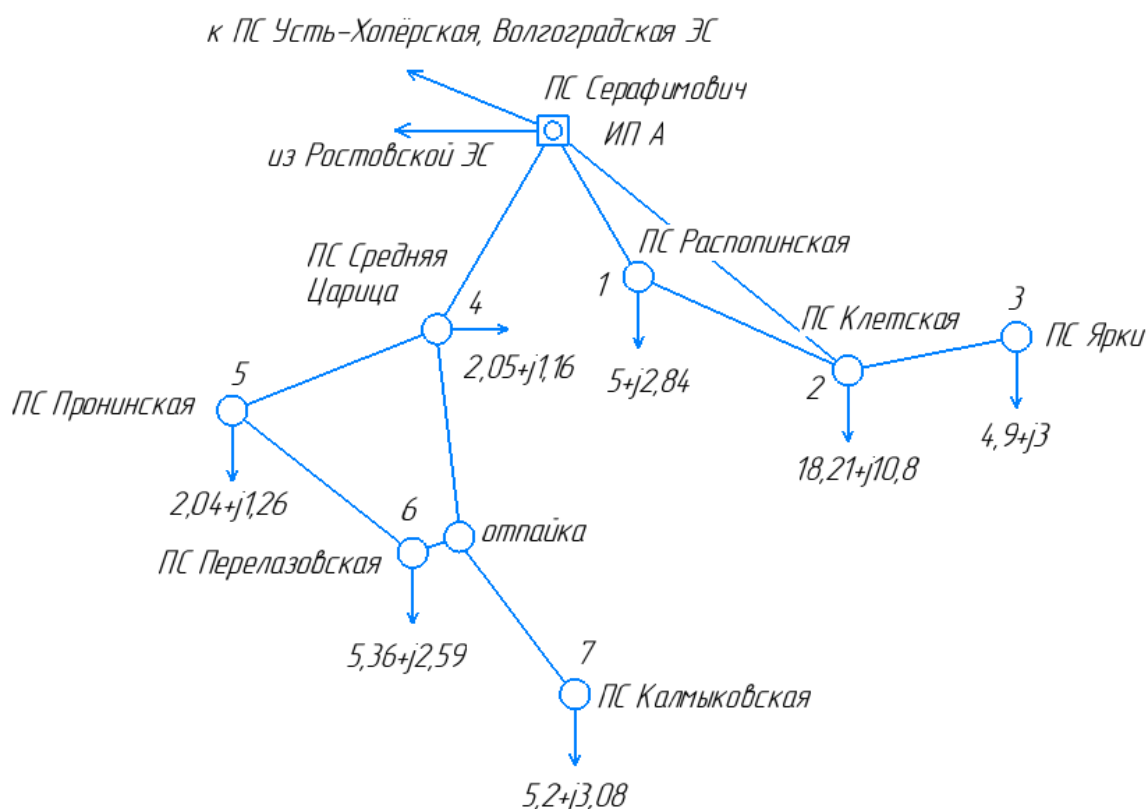 к ПС Усть-Хопёрская, Волгоградская ЭС
ПС Серафимович
ИП А
из Ростовской ЭС
ПС Средняя
Царица
4
2,05+j1,16
ПС Распопинская
1
5+j2,84
ПС Клетская
2
18,21+j10,8
3
ПС Ярки
4,9+j3
5
ПС Пронинская
2,04+j1,26
6
отпайка
ПС Перелазовская
5,36+j2,59
7
ПС Калмыковская
5,2+j3,08